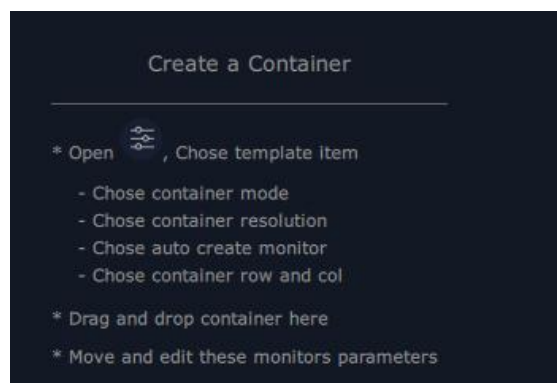 Create a Container
* Open , Chose template item
- Chose container mode
- Chose container resolution
- Chose auto create monitor
- Chose container row and col
* Drag and drop container here
* Move and edit these monitors parameters